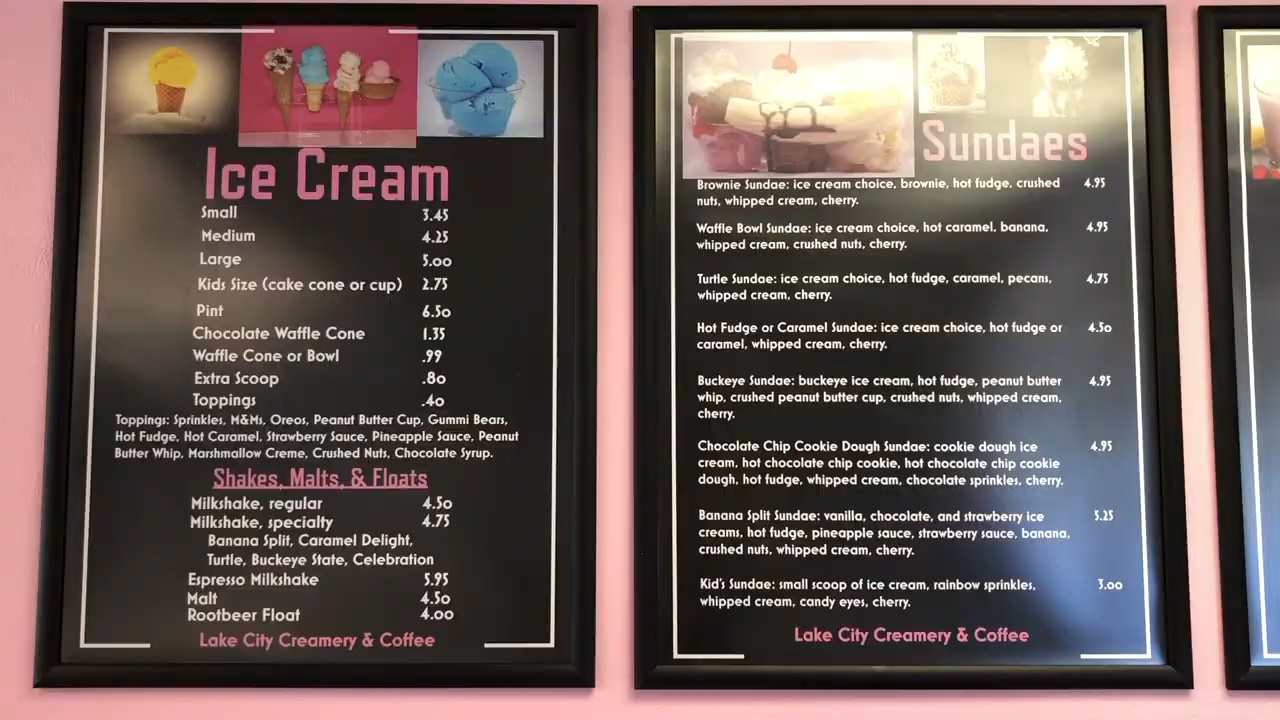 Ice Cream
Small 3.45
Medium 4.25
Large 5.00
Kids Size (cake cone or cup) 2.75
Pint 6.50
Chocolate Waffle Cone 1.35
Waffle Cone or Bowl .99
Extra Scoop .80
Toppings .40
Toppings: Sprinkles, M&Ms, Oreos, Peanut Butter Cup, Gummi Bears,
Hot Fudge, Hot Caramel, Strawberry Sauce, Pineapple Sauce, Peanut
Butter Whip, Marshmallow Creme, Crushed Nuts, Chocolate Syrup.
Shakes, Malts, & Floats
Milkshake, regular 4.50
Milkshake, specialty 4.75
Banana Split, Caramel Delight,
Turtle, Buckeye State, Celebration
Espresso Milkshake 5.95
Malt 4.50
Rootbeer Float 4.00
Lake City Creamery & Coffee
Sundaes
Brownie Sundae: ice cream choice, brownie, hot fudge, crushed 4.95
nuts, whipped cream, cherry.
Waffle Bowl Sundae: ice cream choice, hot caramel, banana, 4.95
whipped cream, crushed nuts, cherry.
Turtle Sundae: ice cream choice, hot fudge, caramel, pecans, 4.75
whipped cream, cherry.
Hot Fudge or Caramel Sundae: ice cream choice, hot fudge or 4.50
caramel, whipped cream, cherry.
Buckeye Sundae: buckeye ice cream, hot fudge, peanut butter 4.95
whip, crushed peanut butter cup, crushed nuts, whipped cream,
cherry.
Chocolate Chip Cookie Dough Sundae: cookie dough ice 4.95
cream, hot chocolate chip cookie, hot chocolate chip cookie
dough, hot fudge, whipped cream, chocolate sprinkles, cherry.
Banana Split Sundae: vanilla, chocolate, and strawberry ice 5.25
creams, hot fudge, pineapple sauce, strawberry sauce, banana,
crushed nuts, whipped cream, cherry.
Kid's Sundae: small scoop of ice cream, rainbow sprinkles, 3.00
whipped cream, candy eyes, cherry.
Lake City Creamery & Coffee